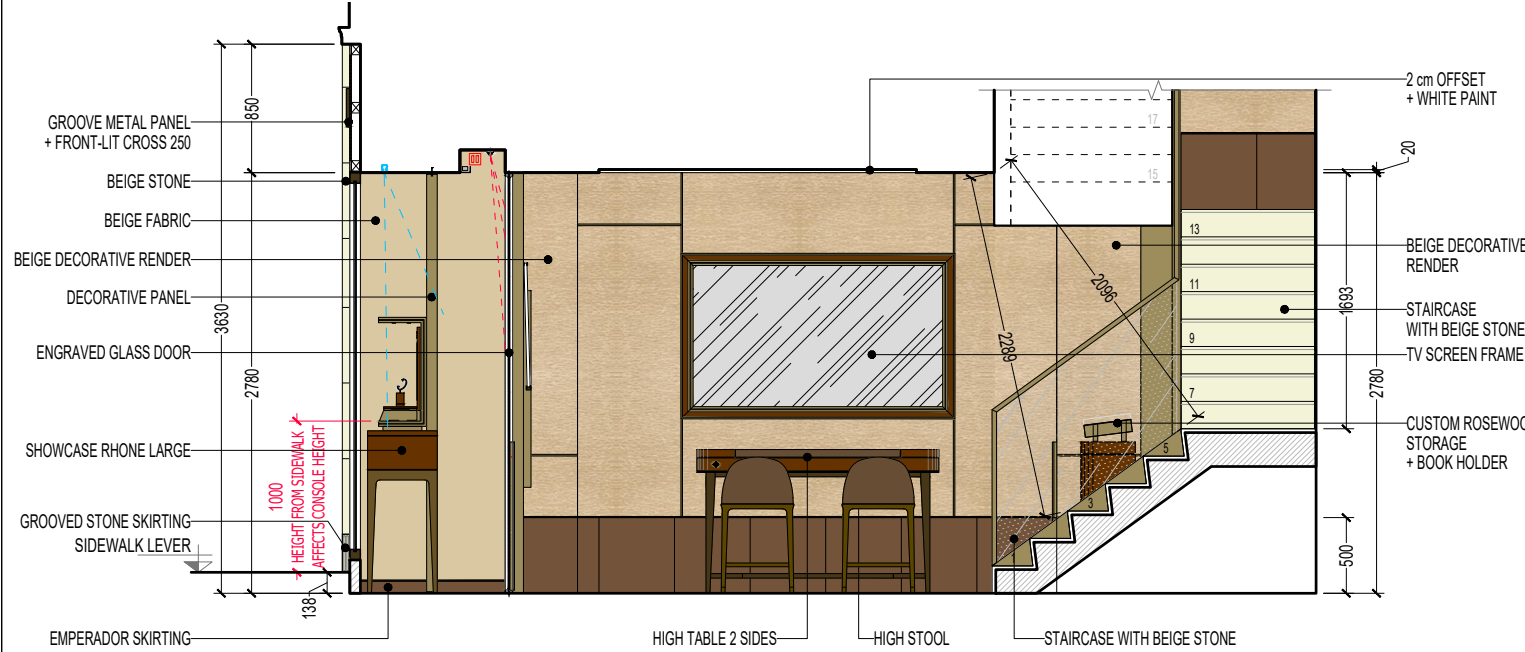 GROOVE METAL PANEL
+ FRONT-LIT CROSS 250
BEIGE STONE
BEIGE FABRIC
BEIGE DECORATIVE RENDER
DECORATIVE PANEL
ENGRAVED GLASS DOOR
SHOWCASE RHONE LARGE
GROOVED STONE SKIRTING
SIDEWALK LEVER
EMPERADOR SKIRTING
3630
850
2780
138
1000
HEIGHT FROM SIDEWALK
AFFECTS CONSOLE HEIGHT
HIGH TABLE 2 SIDES
HIGH STOOL
STAIRCASE WITH BEIGE STONE
2289
2096
17
15
13
11
9
7
5
3
1693
20
2780
500
2 cm OFFSET
+ WHITE PAINT
BEIGE DECORATIVE
RENDER
STAIRCASE
WITH BEIGE STONE
TV SCREEN FRAME
CUSTOM ROSEWOO
STORAGE
+ BOOK HOLDER